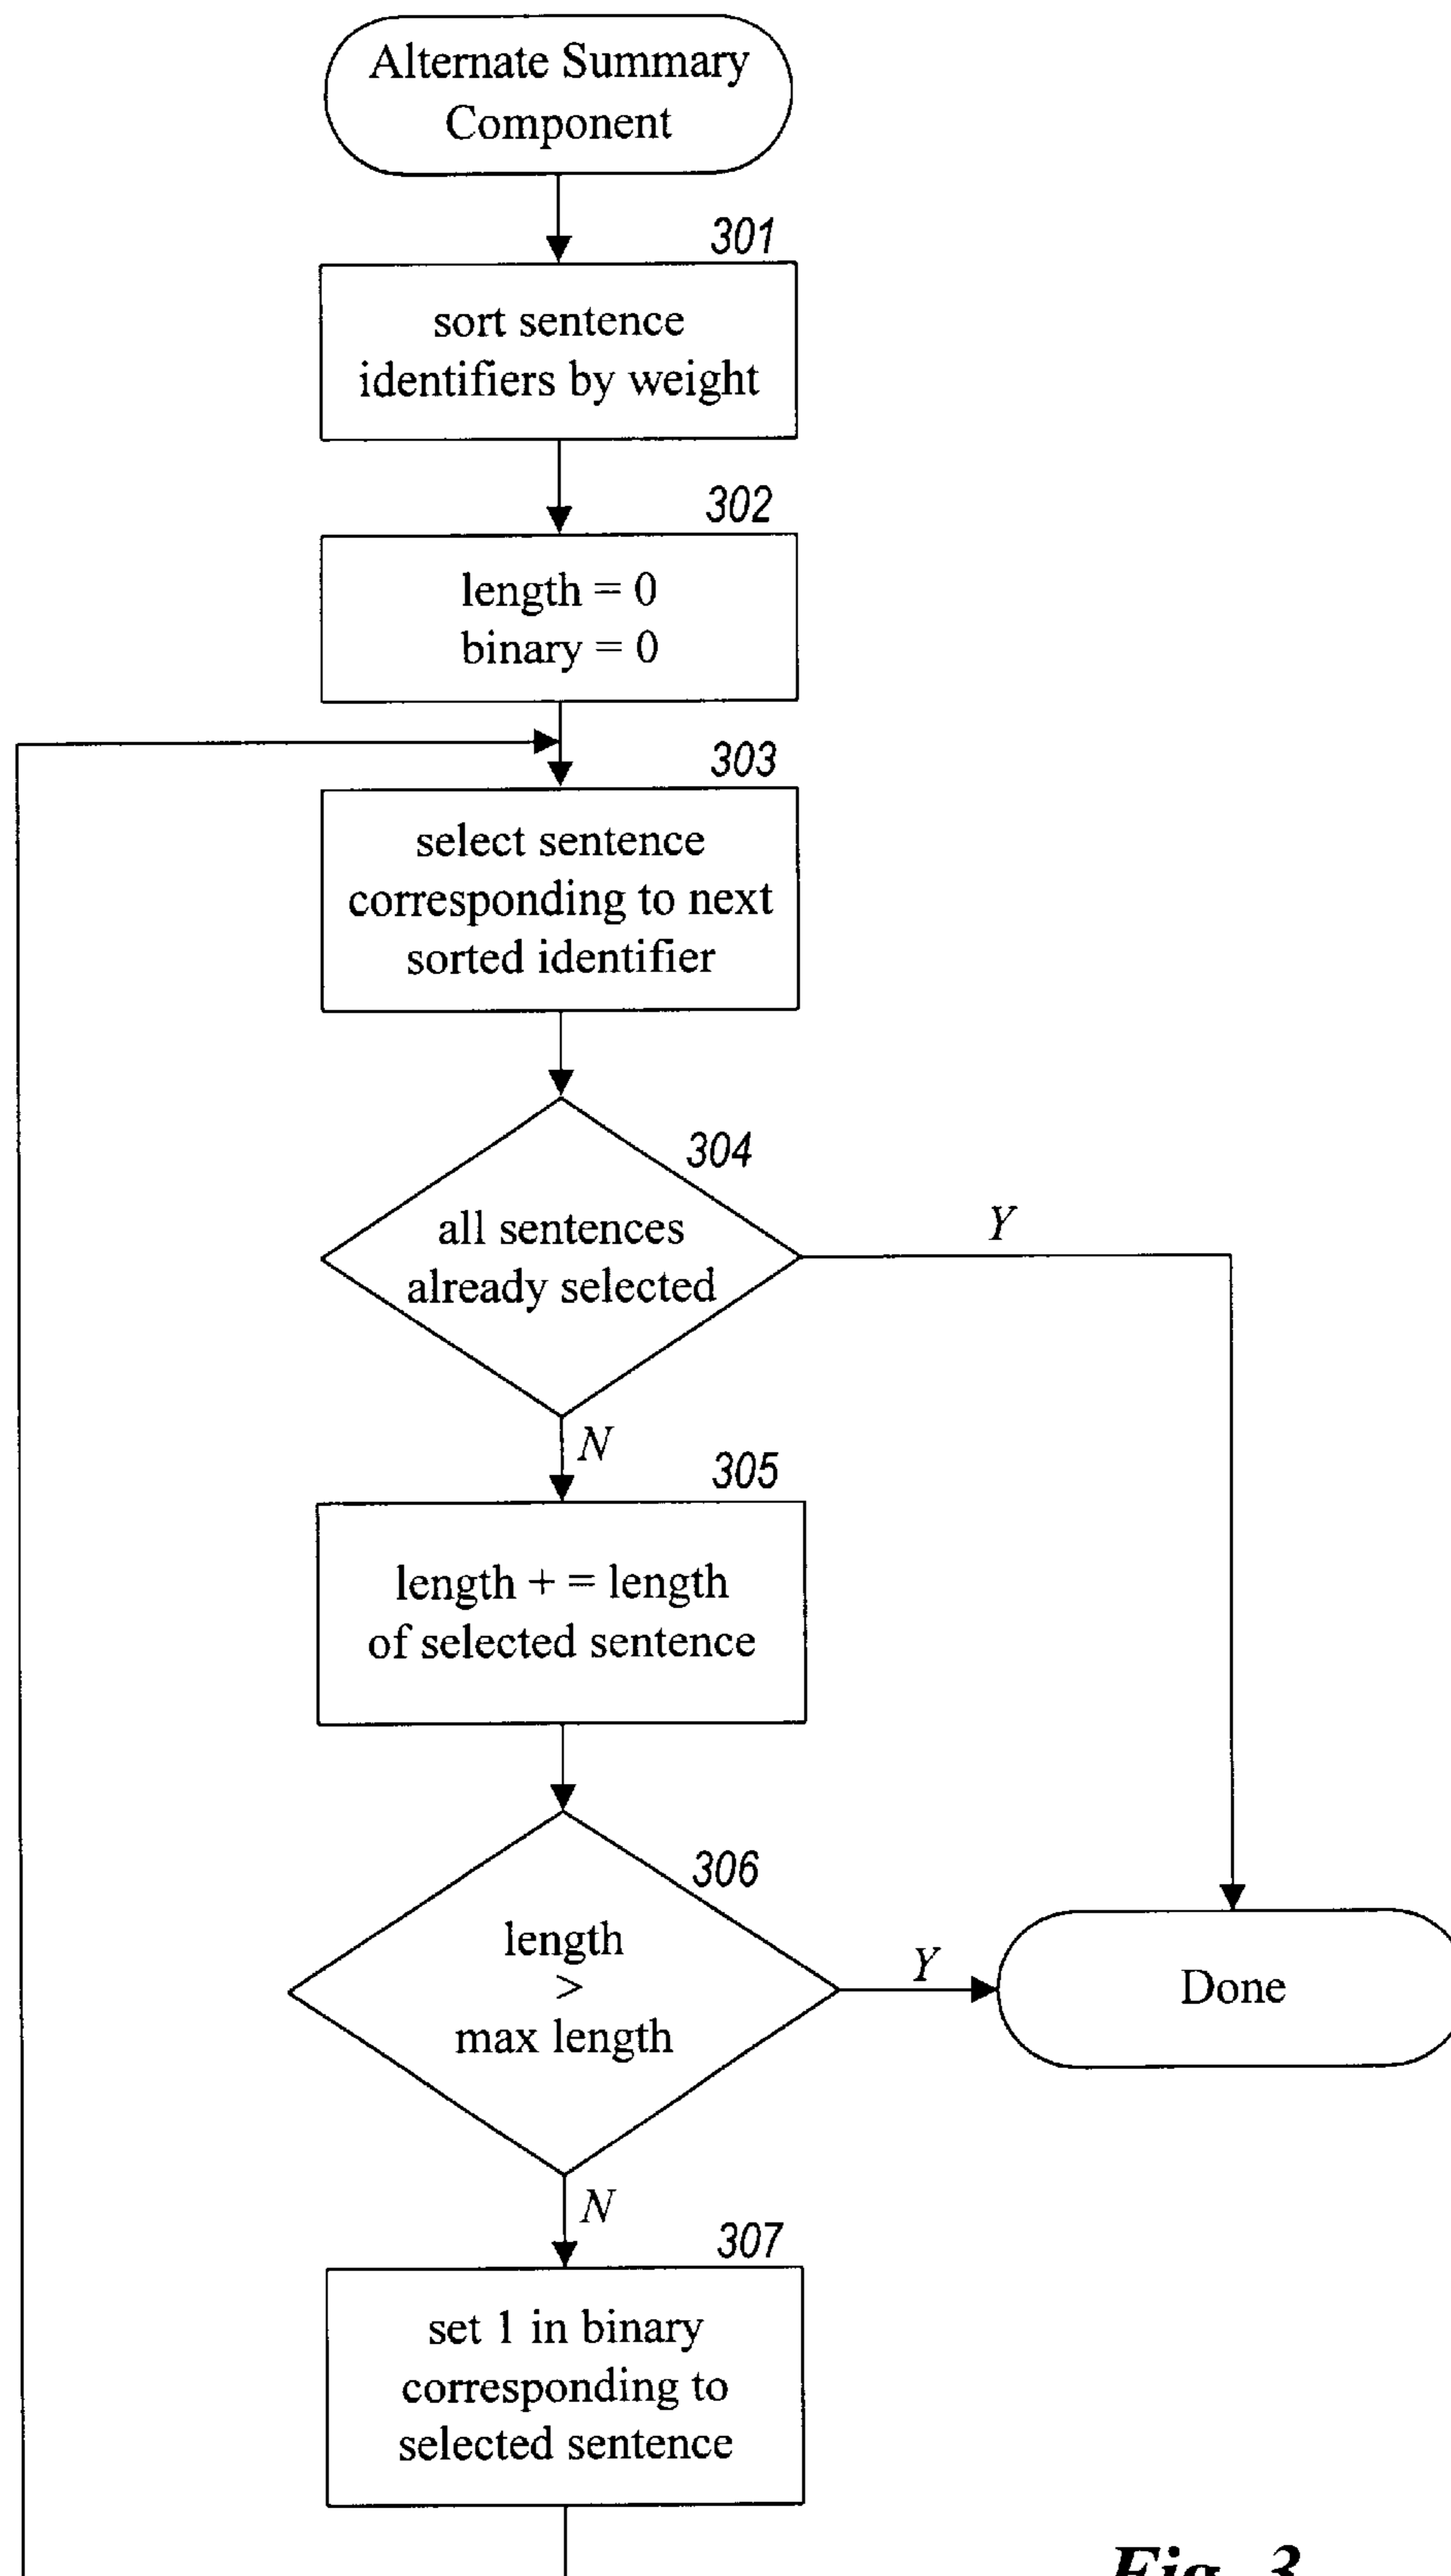 Alternate Summary
Component
301
sort sentence
identifiers by weight
302
length = 0
binary = 0
303
select sentence
corresponding to next
sorted identifier
304
all sentences
already selected
Y
N
305
length + = length
of selected sentence
306
length
>
max length
Y
Done
N
307
set 1 in binary
corresponding to
selected sentence
Fig. 3